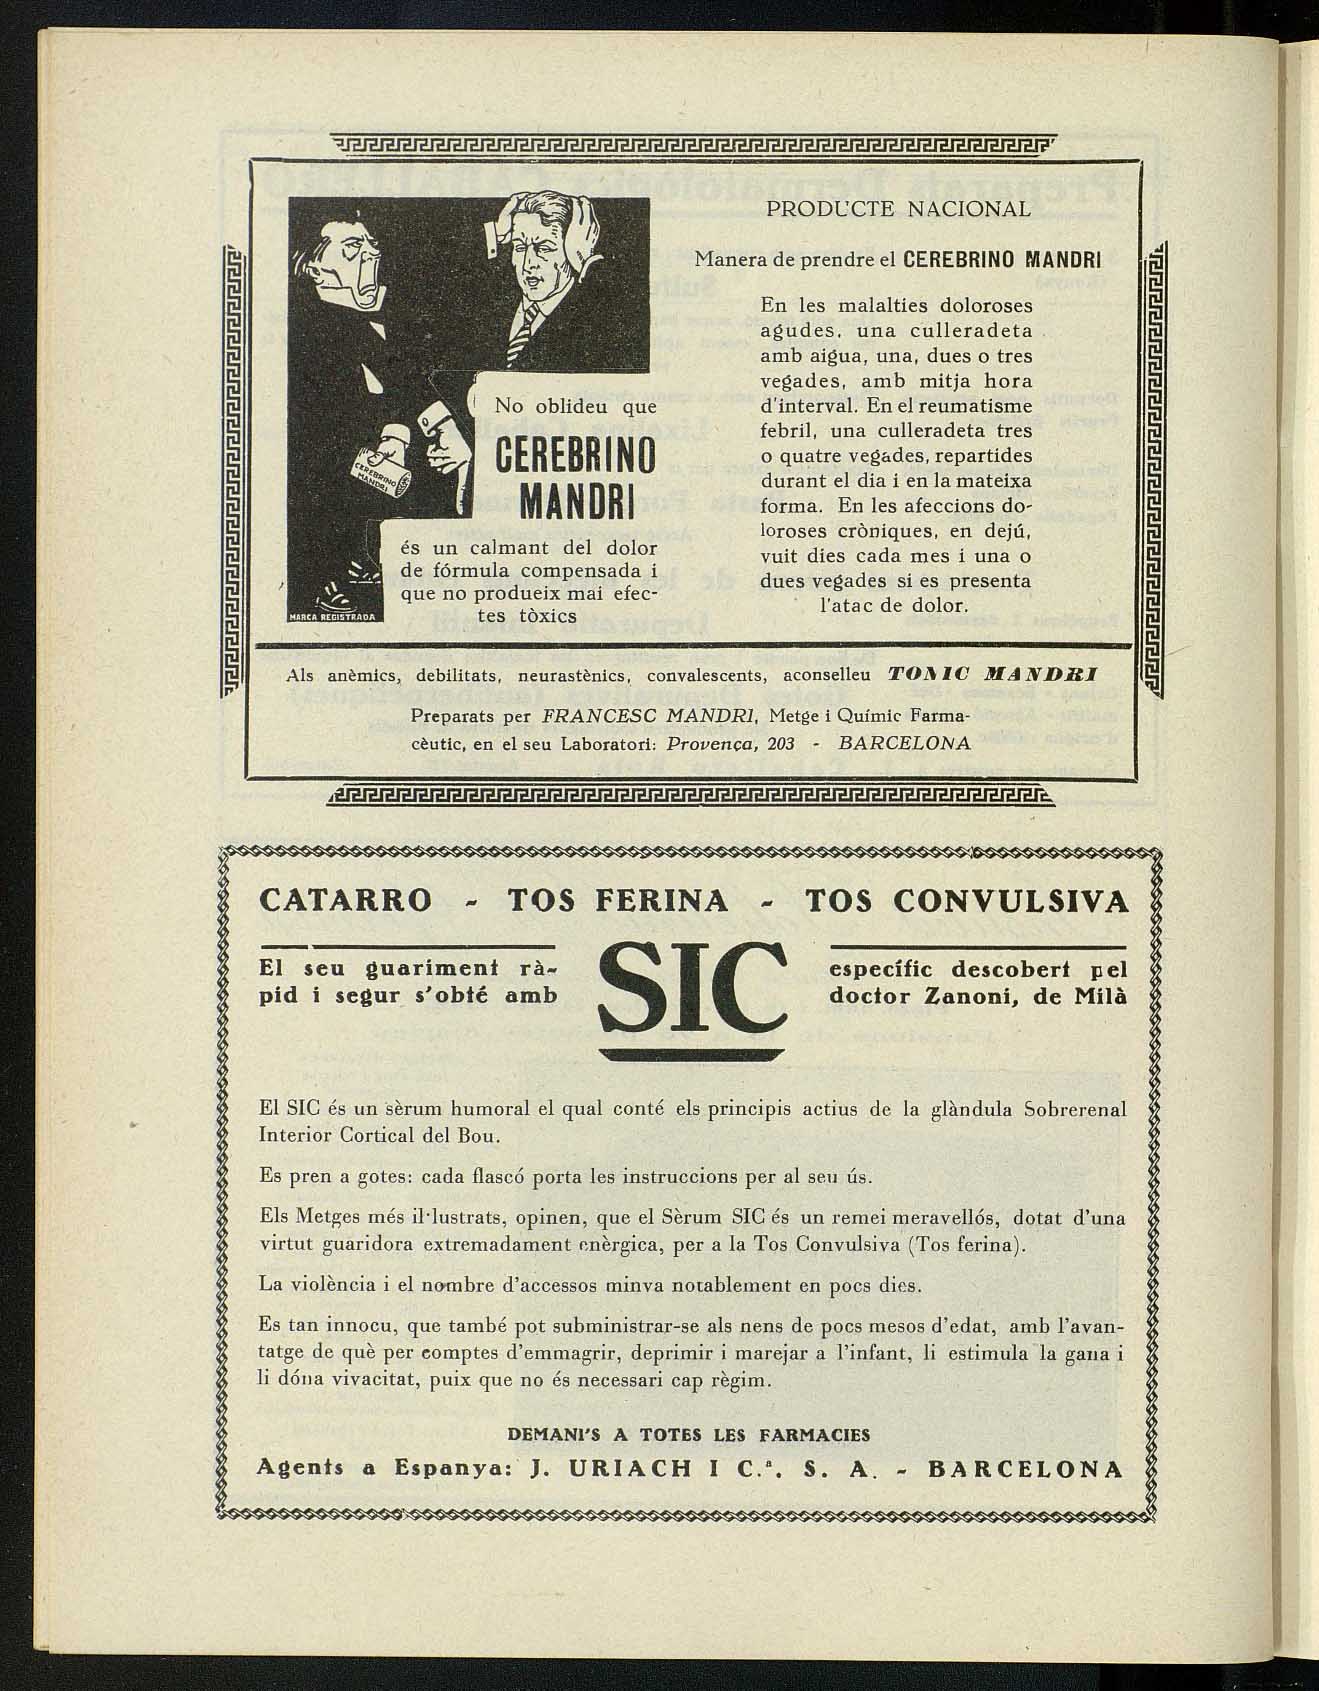 No oblideu que
CEREBRINO
MANDRI
és un calmant del dolor
de fórmula compensada i
que no produeix mai efec-
tes tòxics
CEREBRINO
MANDRI
MARCA REGISTRADA
PRODUCTE NACIONAL
Manera de prendre el CEREBRINO MANDRI
En les malalties doloroses
agudes, una culleradeta
amb aigua, una, dues o tres
vegades, amb mitja hora
d'interval. En el reumatisme
febril, una culleradeta tres
o quatre vegades, repartides
durant el dia i en la mateixa
forma. En les afeccions do-
loroses cròniques, en dejú,
vuit dies cada mes i una o
dues vegades si es presenta
l'atac de dolor.
Als anèmics, debilitats, neurastènics, convalescents, aconselleu TONIC MANDRI
Preparats per FRANCESC MANDRI, Metge i Químic Farma-
cèutic, en el seu Laboratori: Provença, 203 - BARCELONA
CATARRO - TOS FERINA - TOS CONVULSIVA
El seu guariment rà-
pid i segur s'obté amb
SIC
específic descobert pel
doctor Zanoni, de Milà
El SIC és un sèrum humoral el qual conté els principis actius de la glàndula Sobrerenal
Interior Cortical del Bou.
Es pren a gotes: cada flascó porta les instruccions per al seu ús.
Els Metges més il·lustrats, opinen, que el Sèrum SIC és un remei meravellós, dotat d'una
virtut guaridora extremadament enèrgica, per a la Tos Convulsiva (Tos ferina).
La violència i el nombre d'accessos minva notablement en pocs dies.
Es tan innocu, que també pot subministrar-se als nens de pocs mesos d'edat, amb l'avan-
tatge de què per comptes d'emmagrir, deprimir i marejar a l'infant, li estimula la gana i
li dóna vivacitat, puix que no és necessari cap règim.
DEMANI'S A TOTES LES FARMACIES
Agents a Espanya: J. URIACH I C.ª, S. A. - BARCELONA